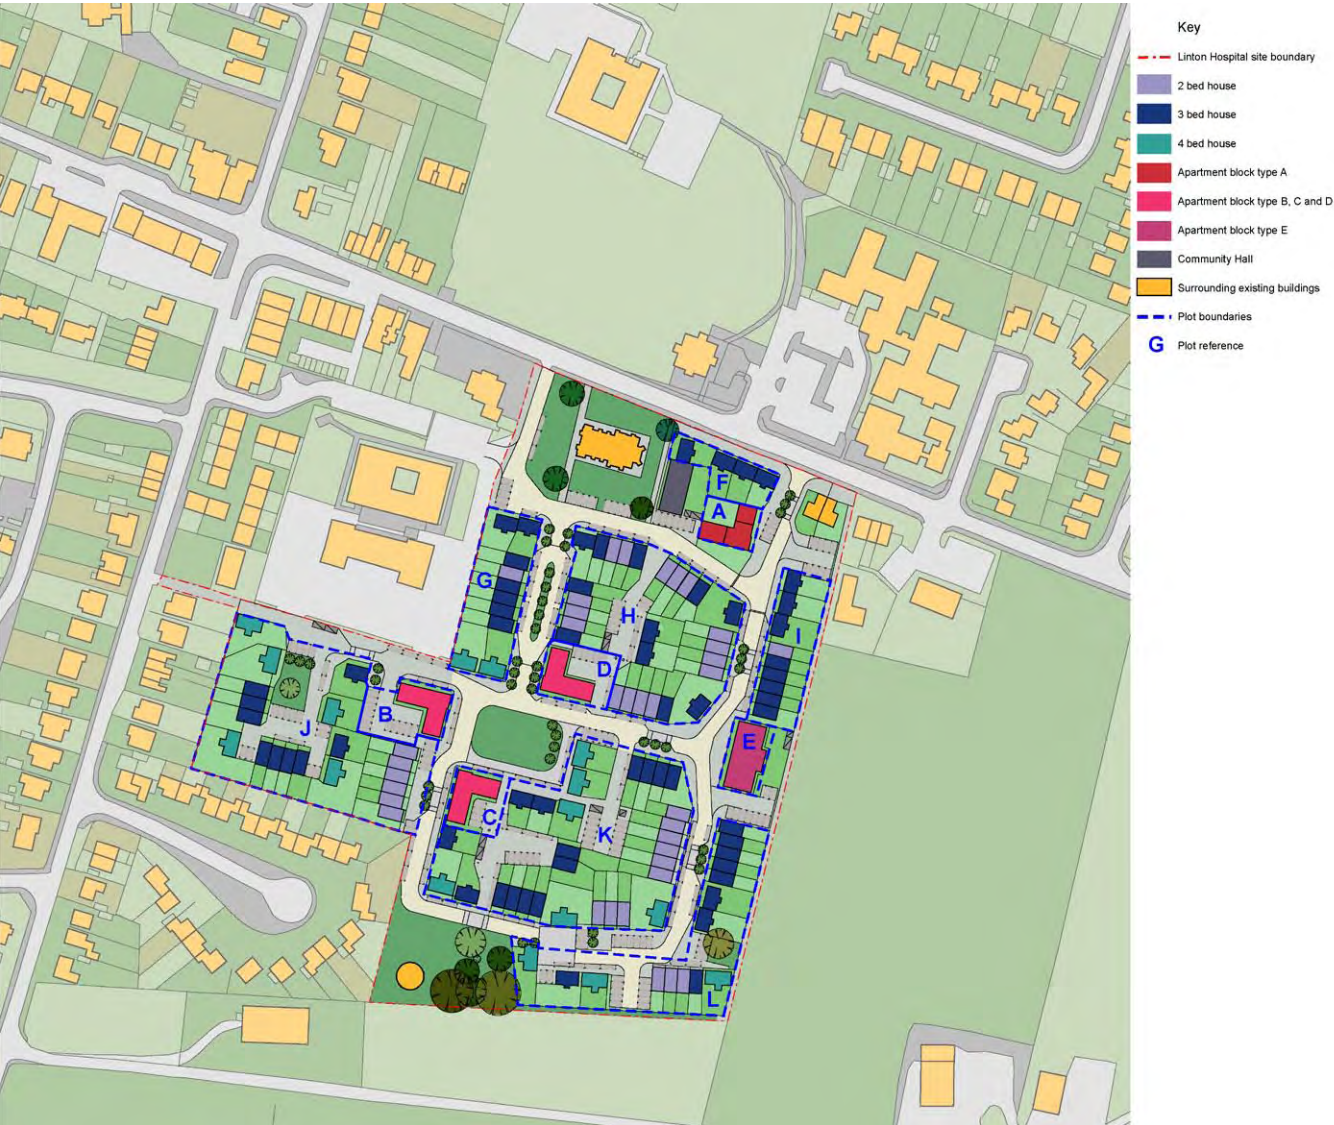 Key
Linton Hospital site boundary
2 bed house
3 bed house
4 bed house
Apartment block type A
Apartment block type B, C and D
Apartment block type E
Community Hall
Surrounding existing buildings
Plot boundaries
G Plot reference
F
A
G
H
I
D
B
J
E
C
K
L